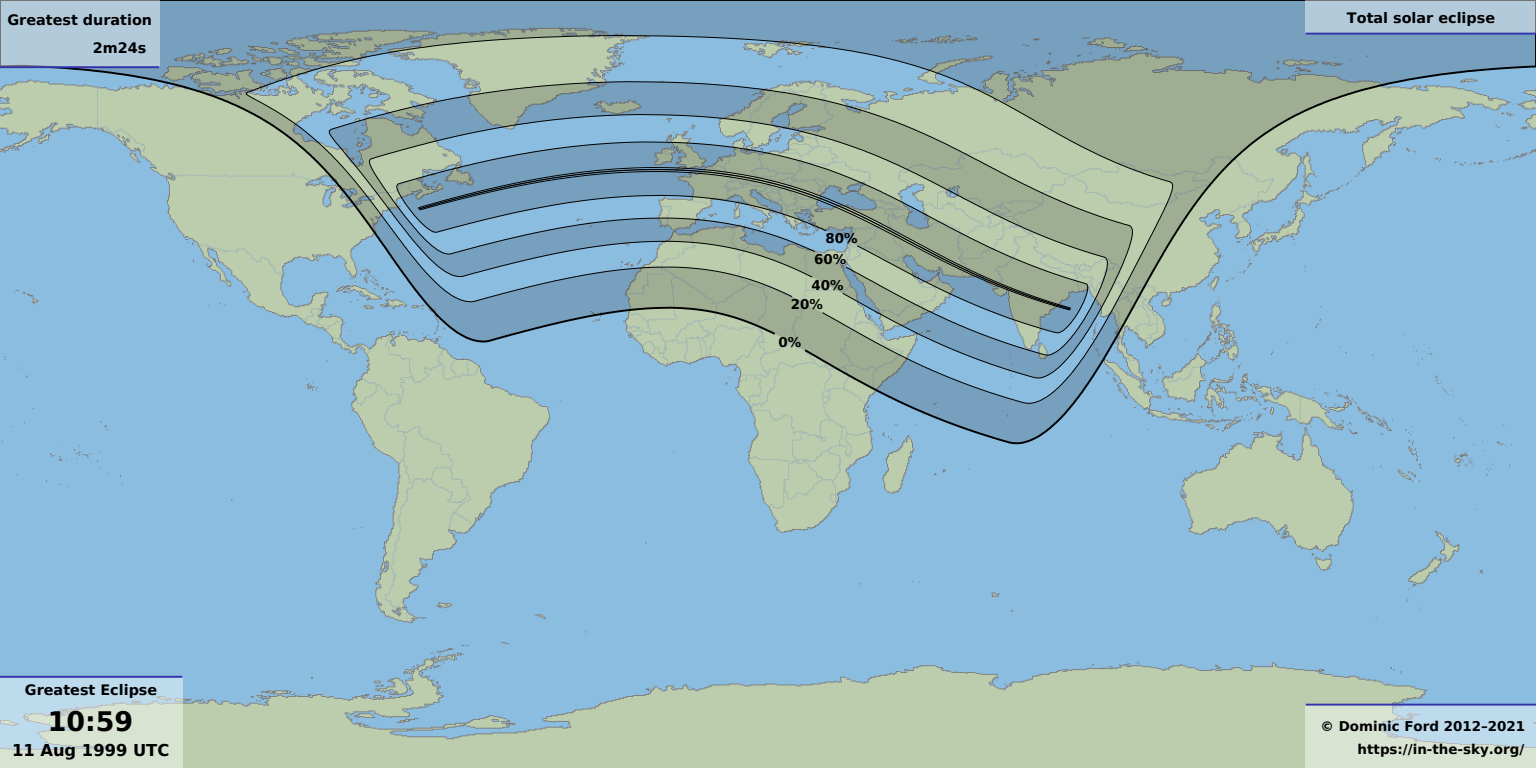 Greatest duration
2m24s
Total solar eclipse
80%
60%
40%
20%
0%
Greatest Eclipse
10:59
11 Aug 1999 UTC
© Dominic Ford 2012–2021
https://in-the-sky.org/